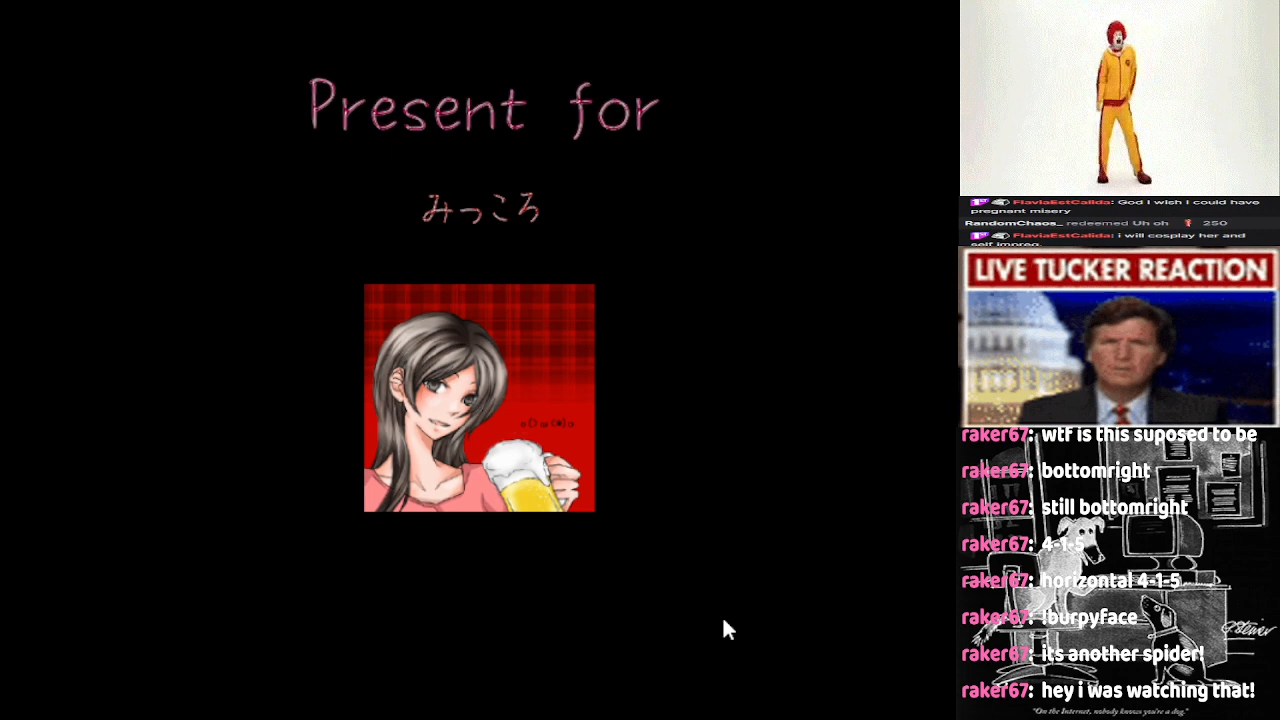 Present for
みっころ
FlaviaEstCalida: God I wish I could have
pregnant misery
RandomChaos_ redeemed Uh oh 250
FlaviaEstCalida: i will cosplay her and
self impreg.
LIVE TUCKER REACTION
raker67: wtf is this suposed to be
raker67: bottomright
raker67: still bottomright
raker67: 4-1-5
raker67: horizontal 4-1-5
raker67: !burpyface
raker67: its another spider!
raker67: hey i was watching that!
"On the Internet, nobody knows you're a dog."